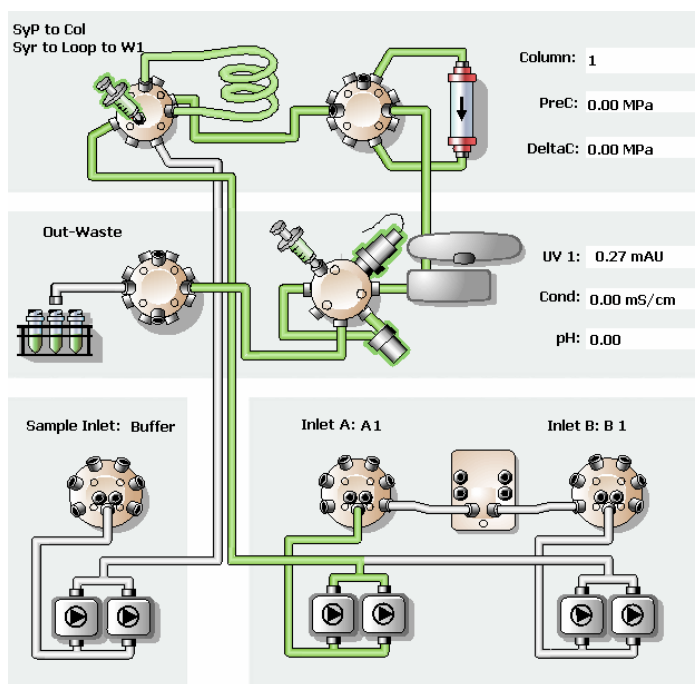 SyP to Col
Syr to Loop to W1
Column: 1
PreC: 0.00 MPa
DeltaC: 0.00 MPa
Out-Waste
UV 1: 0.27 mAU
Cond: 0.00 mS/cm
pH: 0.00
Sample Inlet: Buffer
Inlet A: A1
Inlet B: B 1